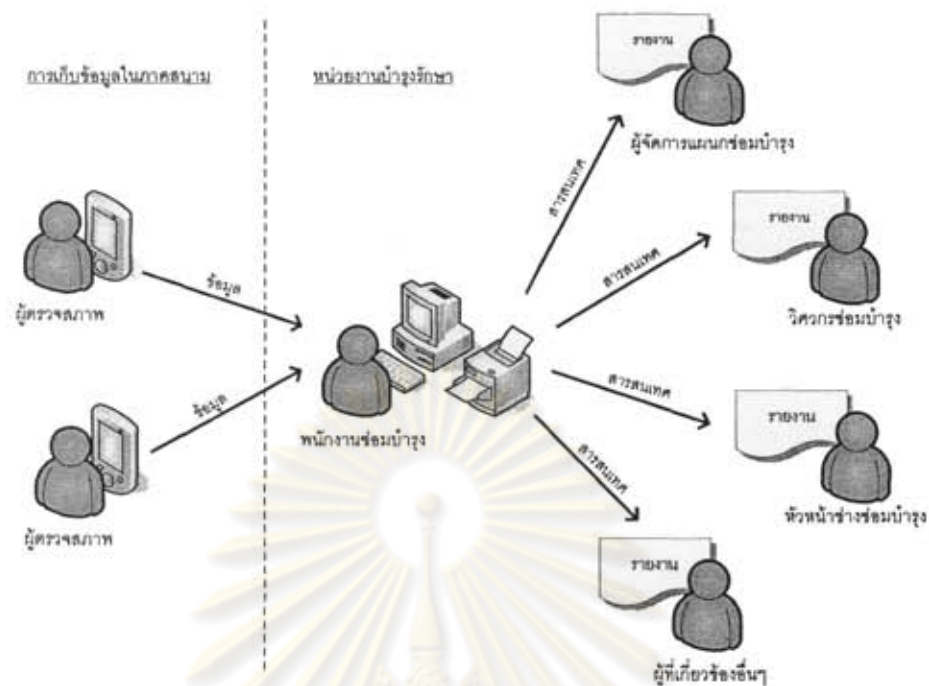 การเก็บข้อมูลในภาคสนาม
หน่วยงานบำรุงรักษา
รายงาน
ผู้จัดการแผนกซ่อมบำรุง
สารสนเทศ
รายงาน
วิศวกรซ่อมบำรุง
สารสนเทศ
ผู้ตรวจสภาพ
ข้อมูล
ข้อมูล
ผู้ตรวจสภาพ
พนักงานซ่อมบำรุง
สารสนเทศ
รายงาน
หัวหน้าช่างซ่อมบำรุง
สารสนเทศ
รายงาน
ผู้ที่เกี่ยวข้องอื่นๆ